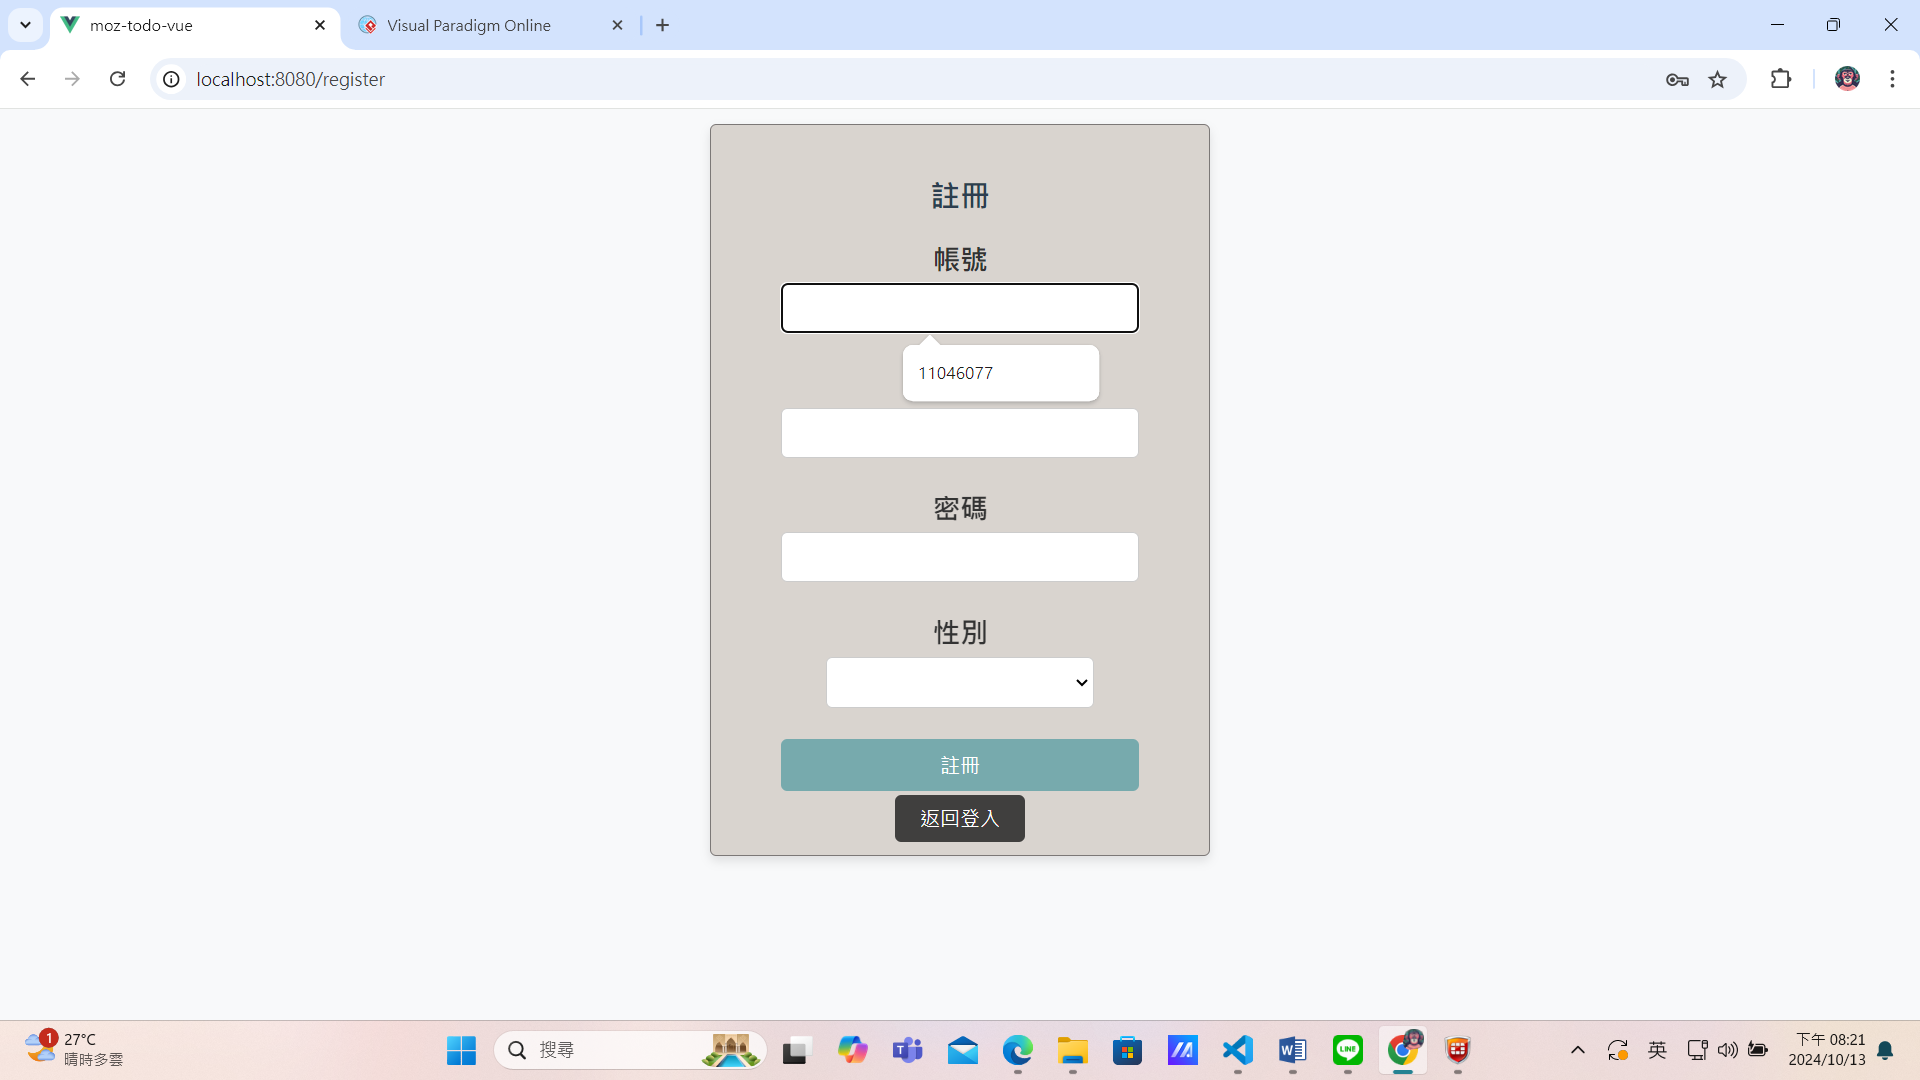 moz-todo-vue
Visual Paradigm Online
localhost:8080/register
註冊
帳號
11046077
密碼
性別
註冊
返回登入
1
27°C
晴時多雲
搜尋
LINE
英
下午 08:21
2024/10/13